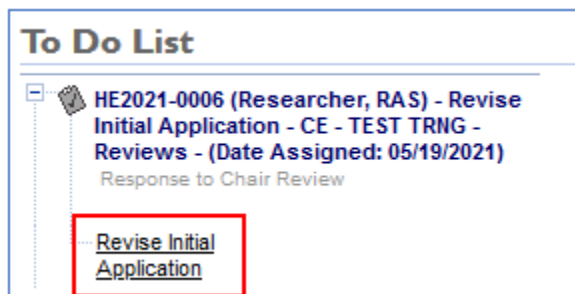 To Do List
HE2021-0006 (Researcher, RAS) - Revise
Initial Application - CE - TEST TRNG -
Reviews - (Date Assigned: 05/19/2021)
Response to Chair Review
Revise Initial
Application